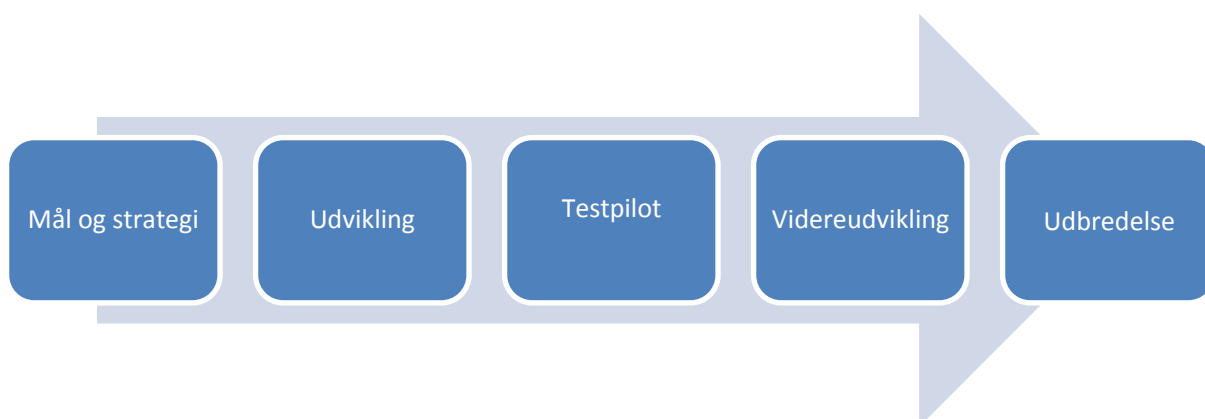 Mål og strategi
Udvikling
Testpilot
Videreudvikling
Udbredelse